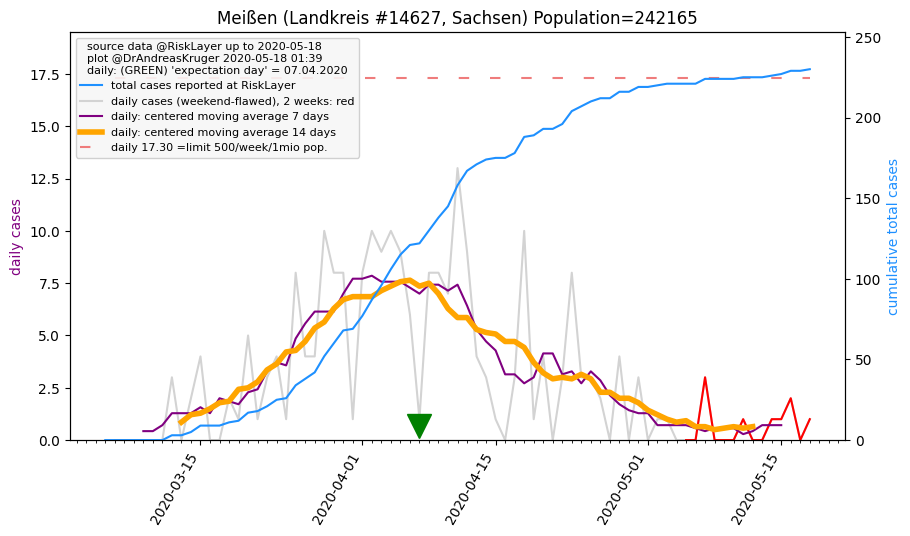 Meißen (Landkreis #14627, Sachsen) Population=242165
source data @RiskLayer up to 2020-05-18
plot @DrAndreasKruger 2020-05-18 01:39
daily: (GREEN) 'expectation day' = 07.04.2020
total cases reported at RiskLayer
daily cases (weekend-flawed), 2 weeks: red
daily: centered moving average 7 days
daily: centered moving average 14 days
daily 17.30 =limit 500/week/1mio pop.
daily cases
17.5
15.0
12.5
10.0
7.5
5.0
2.5
0.0
250
200
150
100
50
0
cumulative total cases
2020-03-15
2020-04-01
2020-04-15
2020-05-01
2020-05-15